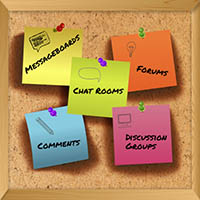 MESSAGEBOARDS
FORUMS
CHAT ROOMS
COMMENTS
DISCUSSION
GROUPS